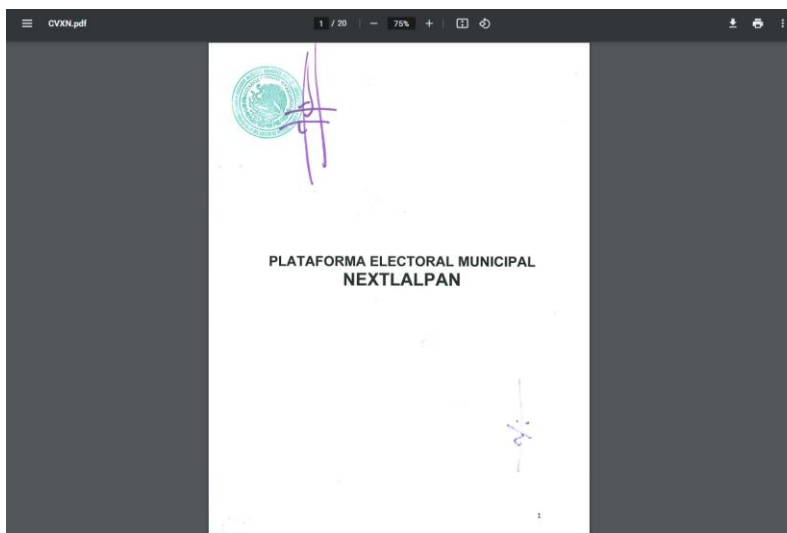 CVXN.pdf
1 / 20
75%
PLATAFORMA ELECTORAL MUNICIPAL
NEXTLALPAN
1